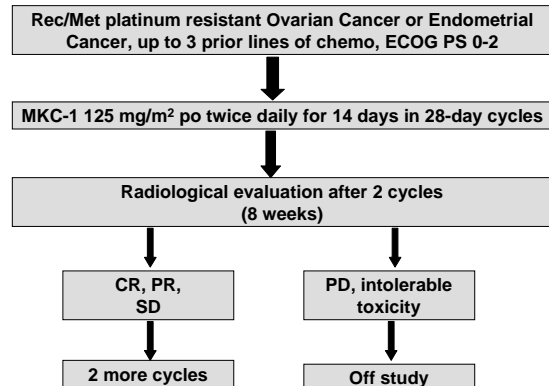 Rec/Met platinum resistant Ovarian Cancer or Endometrial
Cancer, up to 3 prior lines of chemo, ECOG PS 0-2
MKC-1 125 mg/m² po twice daily for 14 days in 28-day cycles
Radiological evaluation after 2 cycles
(8 weeks)
CR, PR,
SD
PD, intolerable
toxicity
2 more cycles
Off study